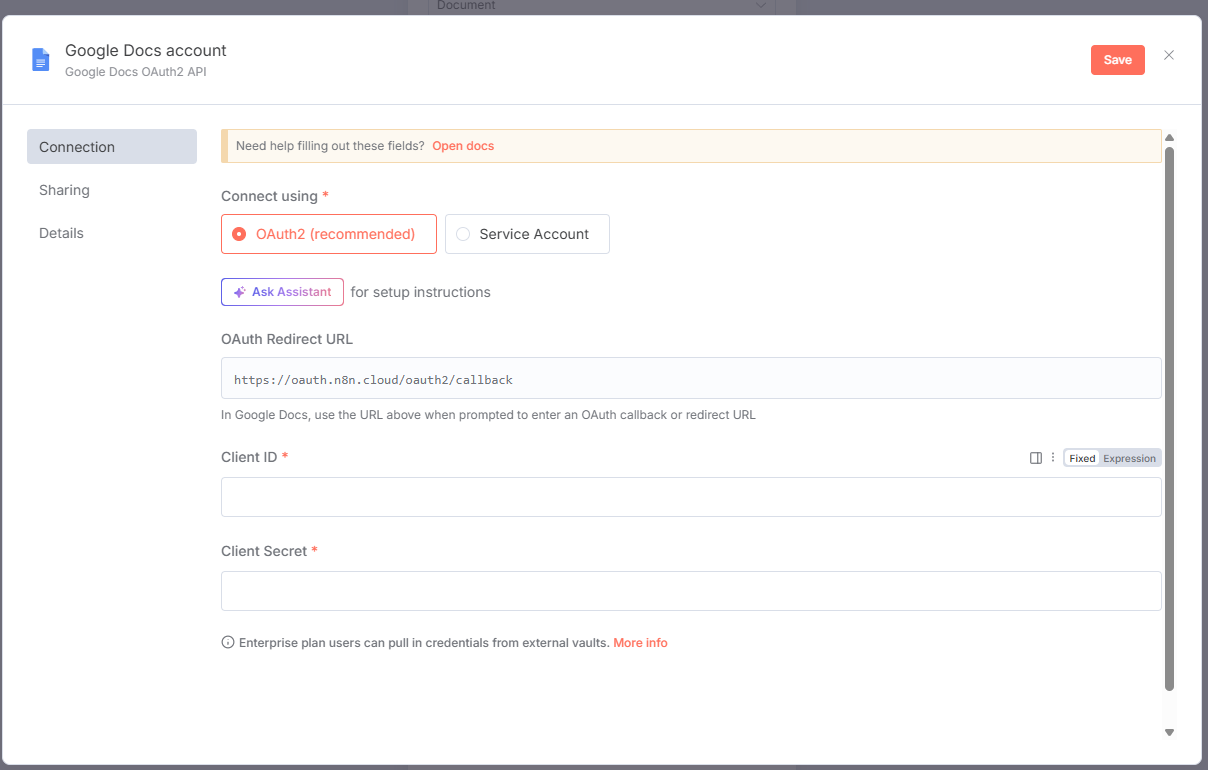 Document
Google Docs account
Google Docs OAuth2 API
Save
Connection
Sharing
Details
Need help filling out these fields? Open docs
Connect using *
OAuth2 (recommended)
Service Account
Ask Assistant for setup instructions
OAuth Redirect URL
https://oauth.n8n.cloud/oauth2/callback
In Google Docs, use the URL above when prompted to enter an OAuth callback or redirect URL
Client ID *
Fixed Expression
Client Secret *
Enterprise plan users can pull in credentials from external vaults. More info